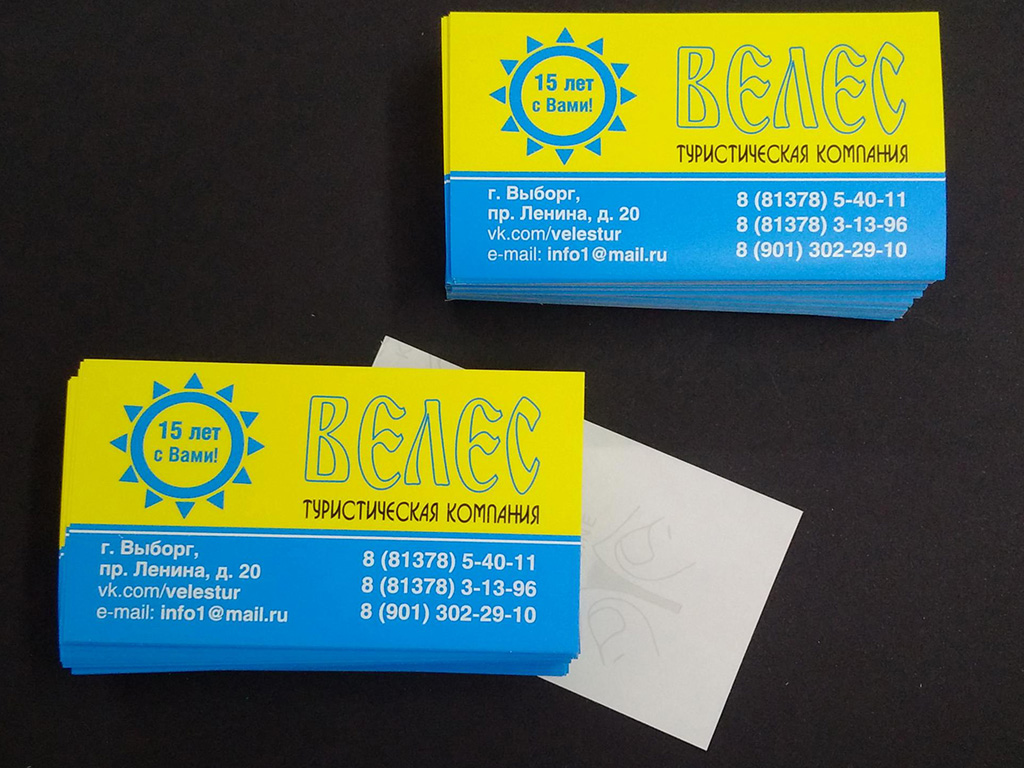 15 лет
с Вами!
ВЕЛЕС
ТУРИСТИЧЕСКАЯ КОМПАНИЯ
г. Выборг,
пр. Ленина, д. 20
vk.com/velestur
e-mail: info1@mail.ru
8 (81378) 5-40-11
8 (81378) 3-13-96
8 (901) 302-29-10
15 лет
с Вами!
ВЕЛЕС
ТУРИСТИЧЕСКАЯ КОМПАНИЯ
г. Выборг,
пр. Ленина, д. 20
vk.com/velestur
e-mail: info1@mail.ru
8 (81378) 5-40-11
8 (81378) 3-13-96
8 (901) 302-29-10